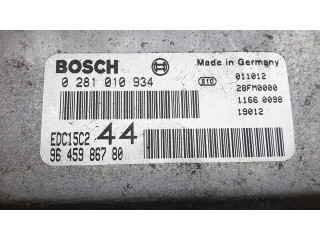 BOSCH
Made in Germany
0 281 010 934
e10
011012
28FM0000
1166 0098
19012
EDC15C2 44
96 459 867 80